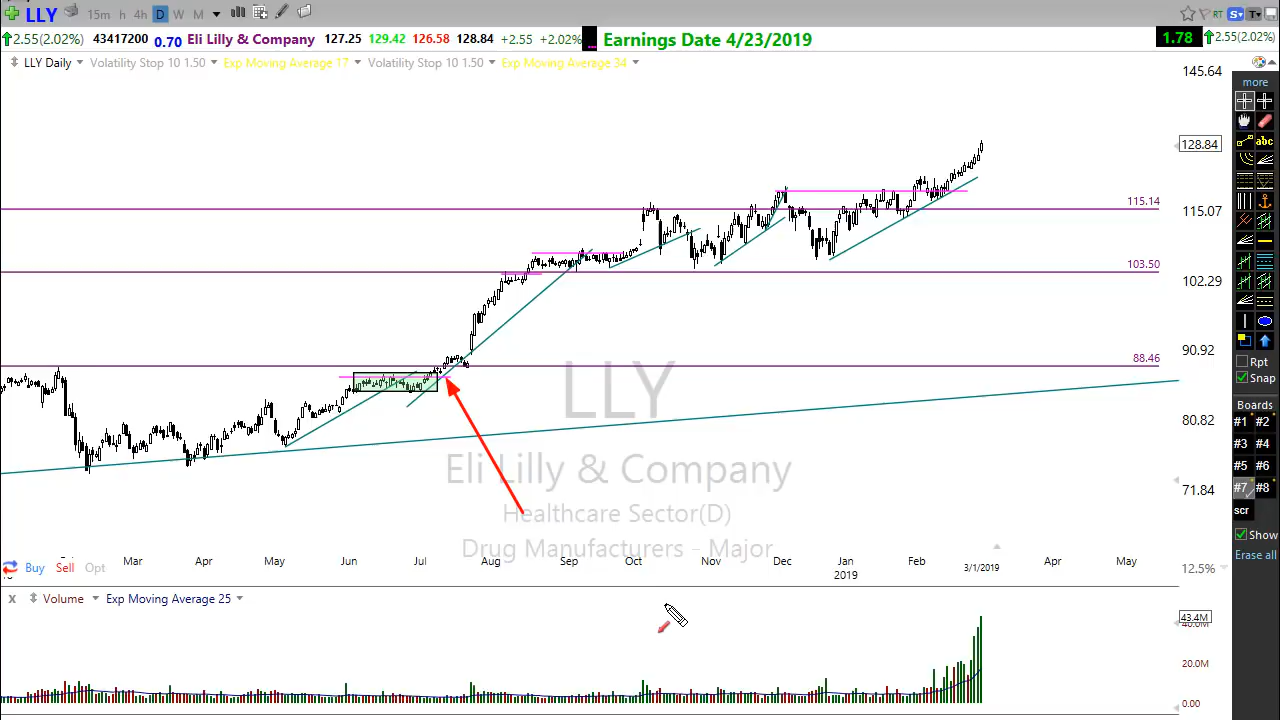 LLY 15m h 4h D W M RT S T
2.55(2.02%) 43417200 0.70 Eli Lilly & Company 127.25 129.42 126.58 128.84 +2.55 +2.02% Earnings Date 4/23/2019 1.78 2.55(2.02%)
LLY Daily Volatility Stop 10 1.50 Exp Moving Average 17 Volatility Stop 10 1.50 Exp Moving Average 34
145.64
more
abc
128.84
115.14
115.07
103.50
102.29
90.92
88.46
80.82
71.84
LLY
Eli Lilly & Company
Healthcare Sector(D)
Drug Manufacturers - Major
Rpt
Snap
Boards
#1 #2
#3 #4
#5 #6
#7 #8
scr
Show
Erase all
Mar Apr May Jun Jul Aug Sep Oct Nov Dec Jan Feb 3/1/2019 Apr May
2019
Buy Sell Opt 12.5%
X Volume Exp Moving Average 25
43.4M
20.0M
0.00